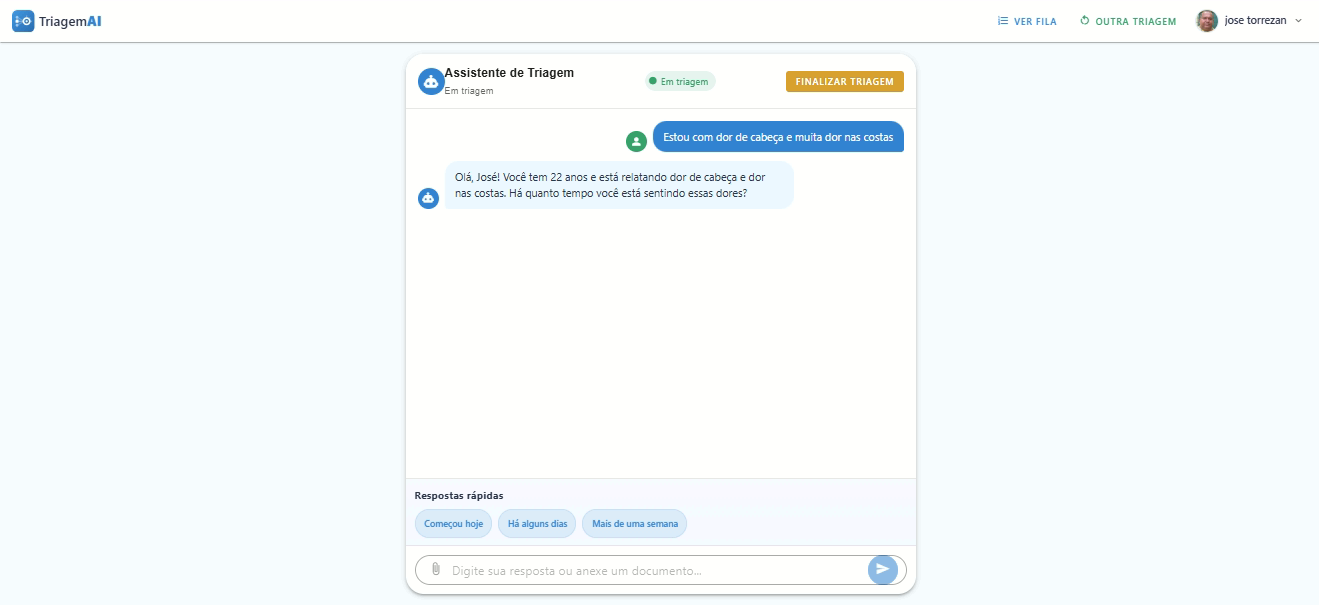 TriagemAI
VER FILA
OUTRA TRIAGEM
jose torrezan
Assistente de Triagem
Em triagem
Em triagem
FINALIZAR TRIAGEM
Estou com dor de cabeça e muita dor nas costas
Olá, José! Você tem 22 anos e está relatando dor de cabeça e dor
nas costas. Há quanto tempo você está sentindo essas dores?
Respostas rápidas
Começou hoje
Há alguns dias
Mais de uma semana
Digite sua resposta ou anexe um documento...